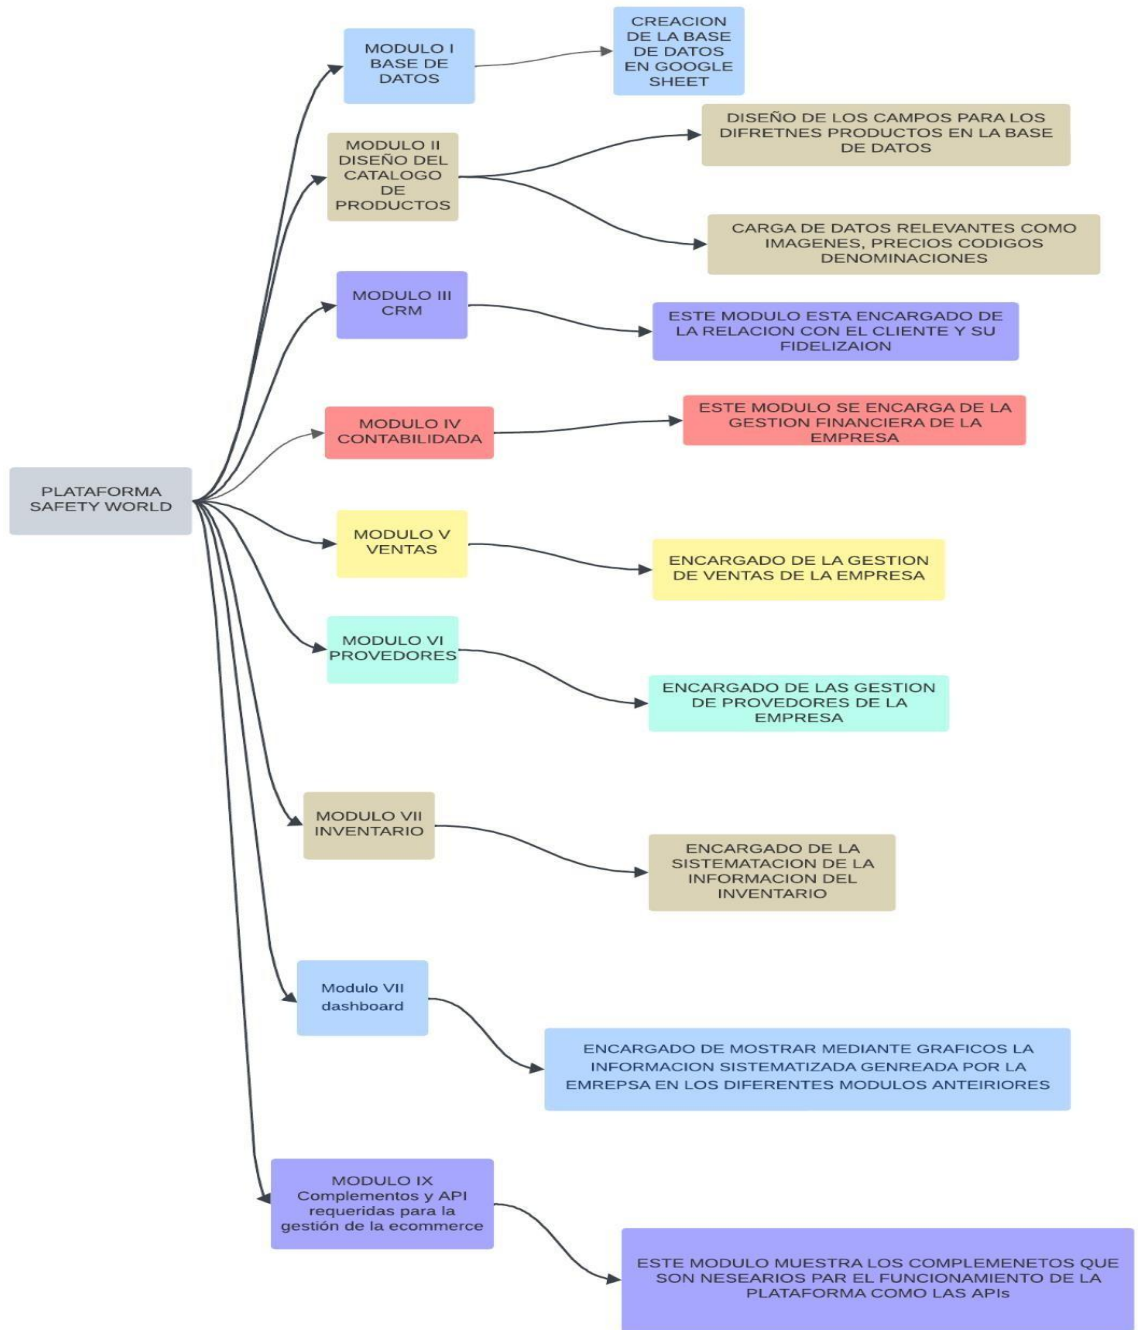 MODULO I
BASE DE
DATOS
CREACION
DE LA BASE
DE DATOS
EN GOOGLE
SHEET
MODULO II
DISEÑO DEL
CATALOGO
DE
PRODUCTOS
DISEÑO DE LOS CAMPOS PARA LOS
DIFRETNES PRODUCTOS EN LA BASE
DE DATOS
CARGA DE DATOS RELEVANTES COMO
IMAGENES, PRECIOS CODIGOS
DENOMINACIONES
MODULO III
CRM
ESTE MODULO ESTA ENCARGADO DE
LA RELACION CON EL CLIENTE Y SU
FIDELIZAION
MODULO IV
CONTABILIDADA
ESTE MODULO SE ENCARGA DE LA
GESTION FINANCIERA DE LA
EMPRESA
PLATAFORMA
SAFETY WORLD
MODULO V
VENTAS
ENCARGADO DE LA GESTION
DE VENTAS DE LA EMPRESA
MODULO VI
PROVEDORES
ENCARGADO DE LAS GESTION
DE PROVEDORES DE LA
EMPRESA
MODULO VII
INVENTARIO
ENCARGADO DE LA
SISTEMATACION DE LA
INFORMACION DEL
INVENTARIO
Modulo VII
dashboard
ENCARGADO DE MOSTRAR MEDIANTE GRAFICOS LA
INFORMACION SISTEMATIZADA GENREADA POR LA
EMREPSA EN LOS DIFERENTES MODULOS ANTEIRIORES
MODULO IX
Complementos y API
requeridas para la
gestión de la ecommerce
ESTE MODULO MUESTRA LOS COMPLEMENETOS QUE
SON NESEARIOS PAR EL FUNCIONAMIENTO DE LA
PLATAFORMA COMO LAS APIs